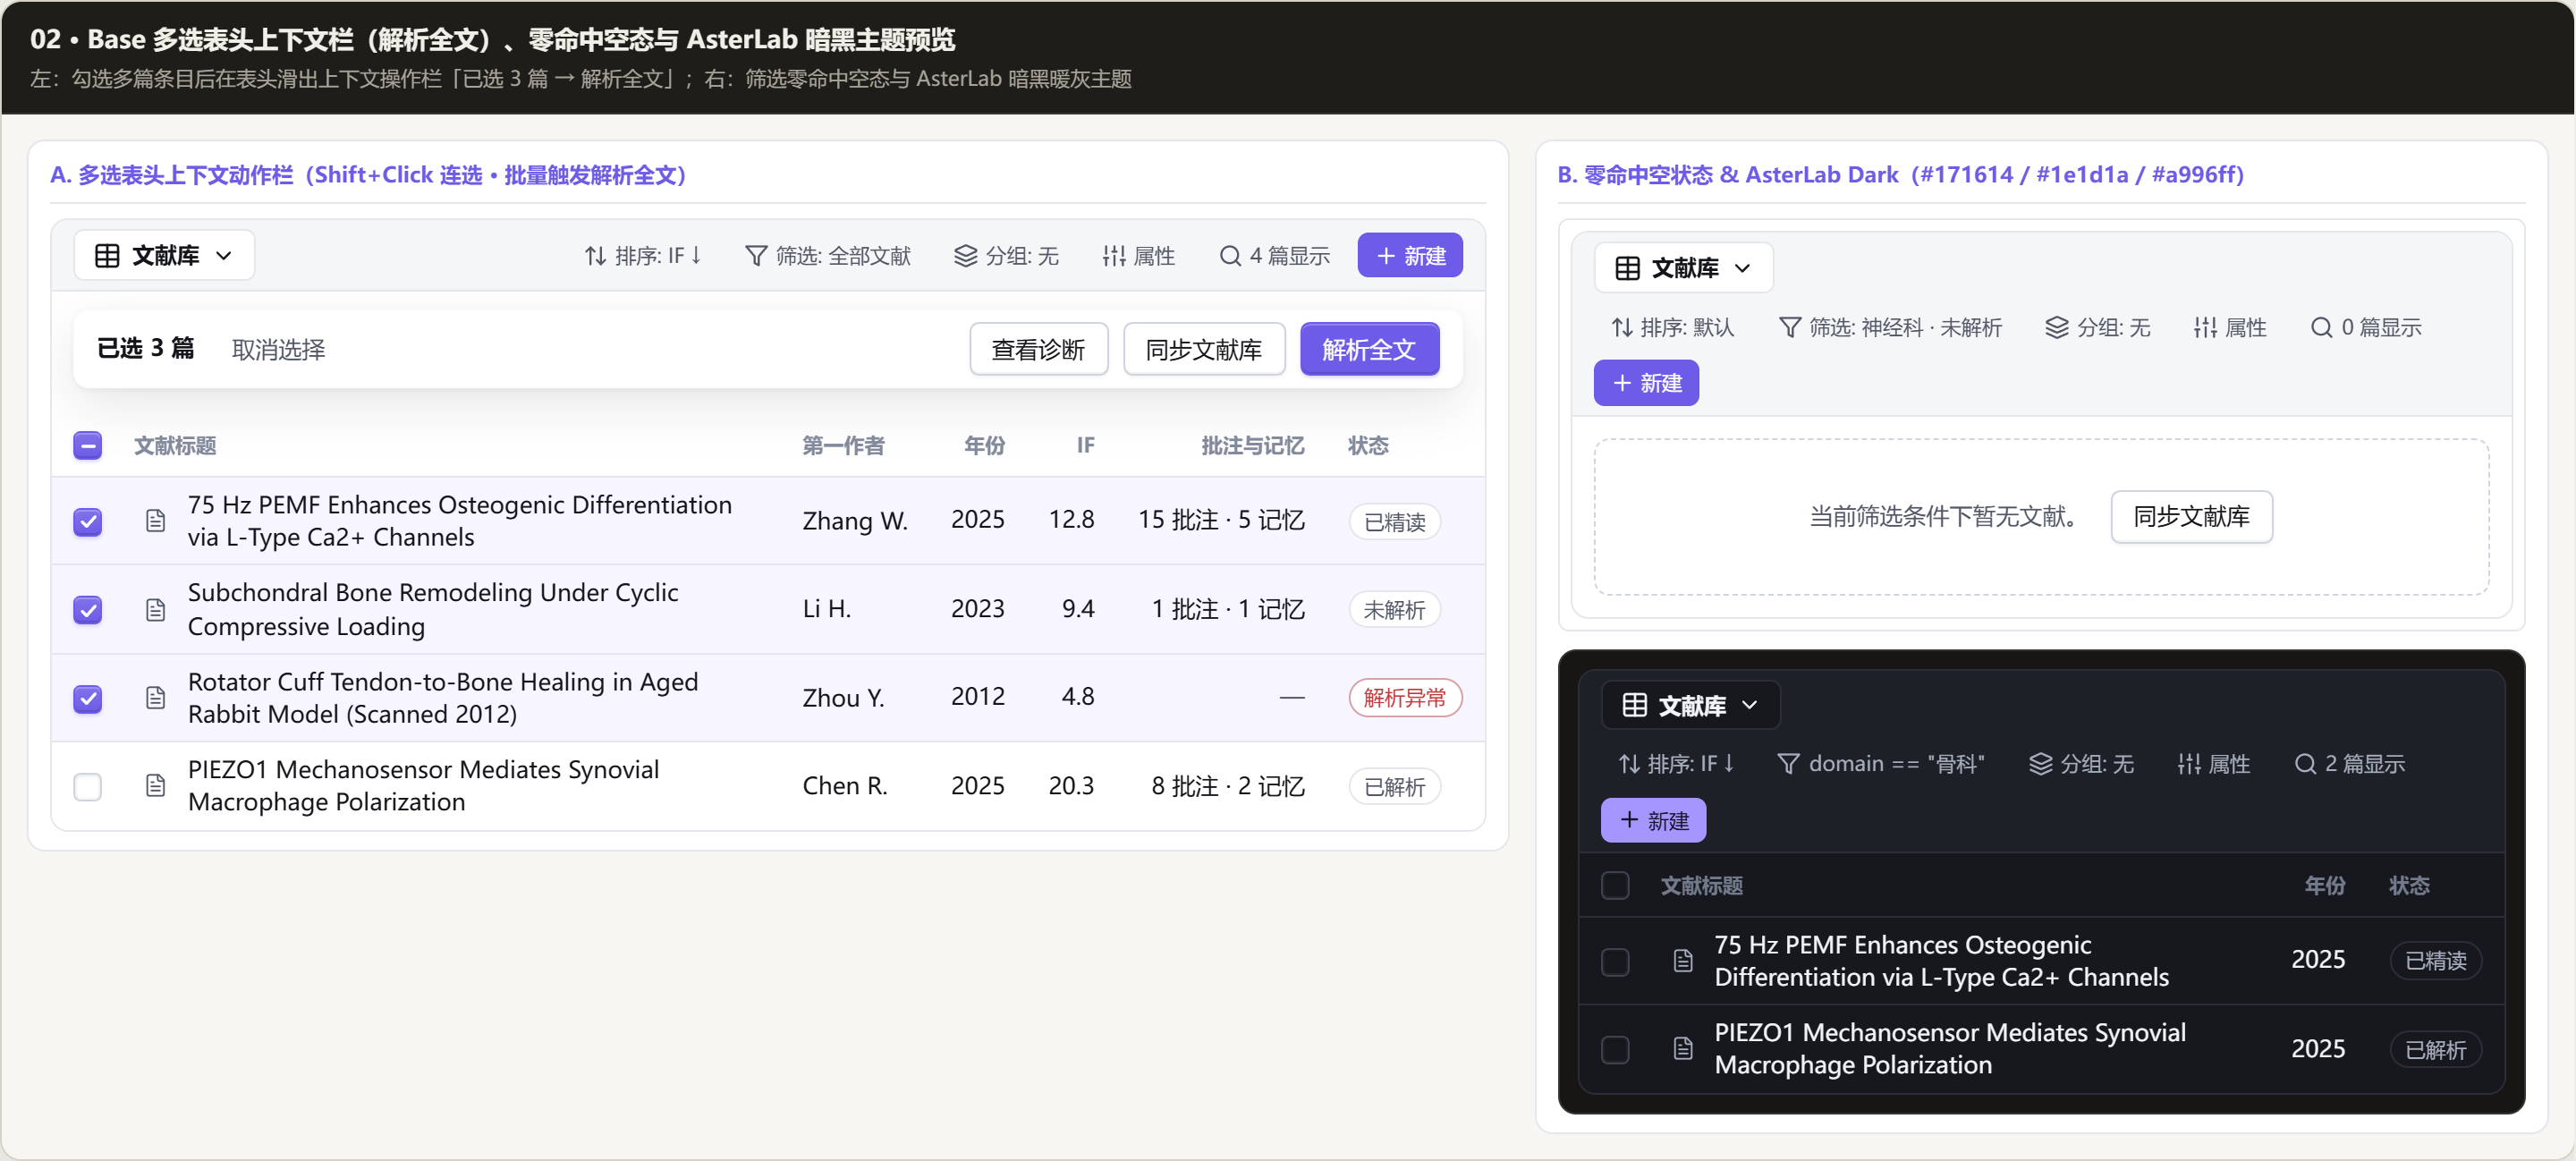 02 • Base 多选表头上下文栏（解析全文）、零命中空态与 AsterLab 暗黑主题预览
左：勾选多篇条目后在表头滑出上下文操作栏「已选 3 篇 → 解析全文」；右：筛选零命中空态与 AsterLab 暗黑暖灰主题
A. 多选表头上下文动作栏（Shift+Click 连选 • 批量触发解析全文）
文献库
排序: IF ↓ 筛选: 全部文献 分组: 无 属性 4 篇显示 + 新建
已选 3 篇 取消选择 查看诊断 同步文献库 解析全文
文献标题 第一作者 年份 IF 批注与记忆 状态
75 Hz PEMF Enhances Osteogenic Differentiation
via L-Type Ca2+ Channels
Zhang W. 2025 12.8 15 批注 · 5 记忆 已精读
Subchondral Bone Remodeling Under Cyclic
Compressive Loading
Li H. 2023 9.4 1 批注 · 1 记忆 未解析
Rotator Cuff Tendon-to-Bone Healing in Aged
Rabbit Model (Scanned 2012)
Zhou Y. 2012 4.8 — 解析异常
PIEZO1 Mechanosensor Mediates Synovial
Macrophage Polarization
Chen R. 2025 20.3 8 批注 · 2 记忆 已解析
B. 零命中空状态 & AsterLab Dark（#171614 / #1e1d1a / #a996ff）
文献库
排序: 默认 筛选: 神经科 · 未解析 分组: 无 属性 0 篇显示
+ 新建
当前筛选条件下暂无文献。 同步文献库
文献库
排序: IF ↓ domain == "骨科" 分组: 无 属性 2 篇显示
+ 新建
文献标题 年份 状态
75 Hz PEMF Enhances Osteogenic
Differentiation via L-Type Ca2+ Channels
2025 已精读
PIEZO1 Mechanosensor Mediates Synovial
Macrophage Polarization
2025 已解析